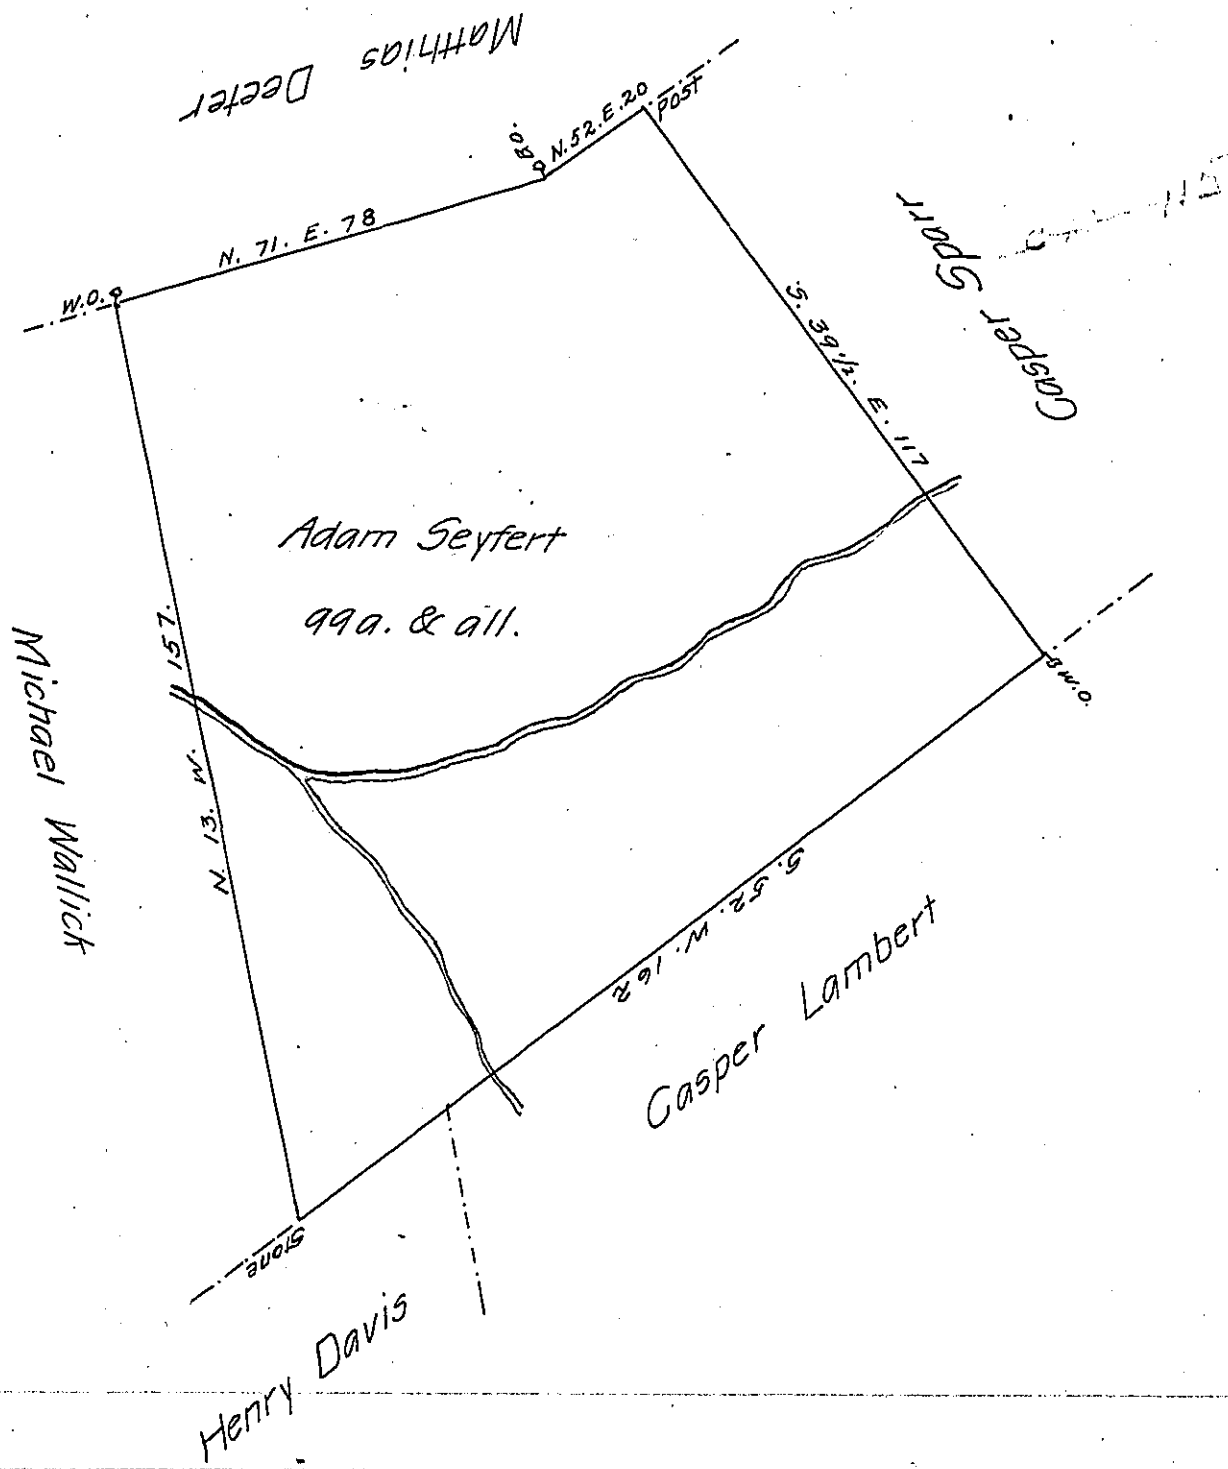 Matthias Deeter
N. 71. E. 78
W.O.
B.O.
N. 52. E. 20
Post
Casper Sparr
S. 39 1/2. E. 117
Adam Seyfert
99a. & all.
Michael Wallick
N. 13. W. 157.
W.O.
S. 52. W. 162
Casper Lambert
Stone
Henry Davis